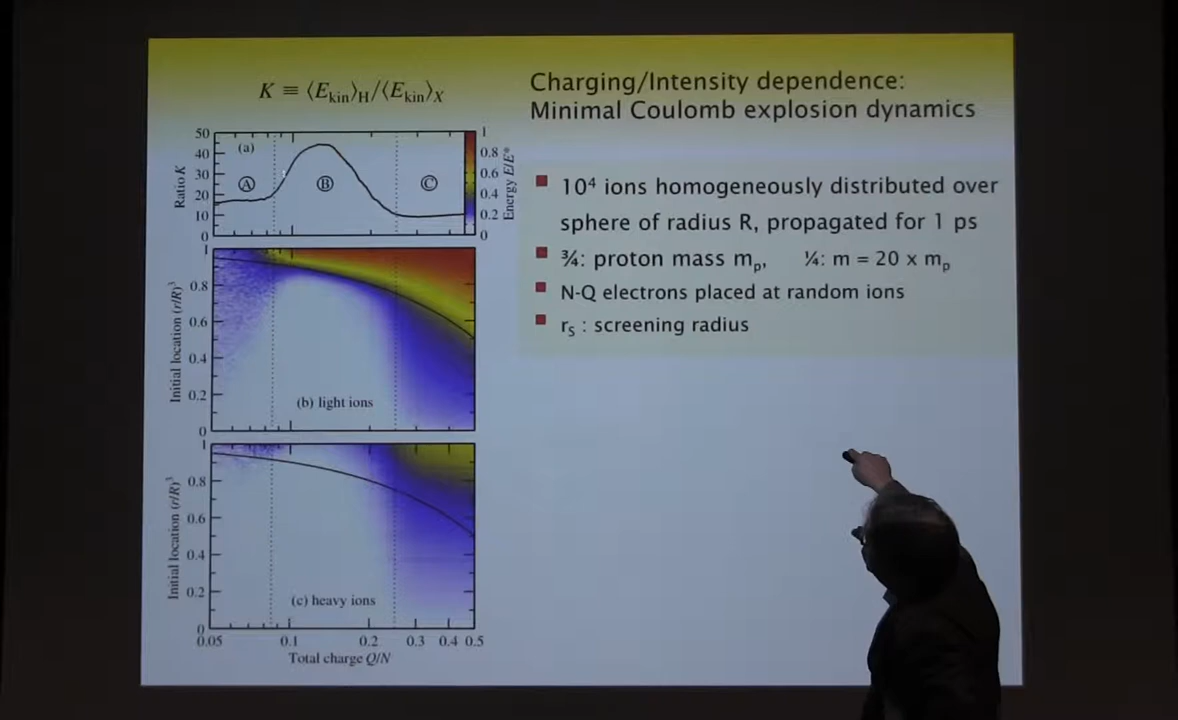 K ≡ ⟨E_kin⟩_H/⟨E_kin⟩_X
Charging/Intensity dependence:
Minimal Coulomb explosion dynamics
10⁴ ions homogeneously distributed over
sphere of radius R, propagated for 1 ps
¾: proton mass m_p, ¼: m = 20 x m_p
N-Q electrons placed at random ions
r_s : screening radius
(a)
Ratio K
50
40
30
20
10
0
A B C
1
0.8
0.6
0.4
0.2
0
Energy E/E*
Initial location (r/R)³
1
0.8
0.6
0.4
0.2
0
(b) light ions
Initial location (r/R)³
1
0.8
0.6
0.4
0.2
0
(c) heavy ions
0.05 0.1 0.2 0.3 0.4 0.5
Total charge Q/N